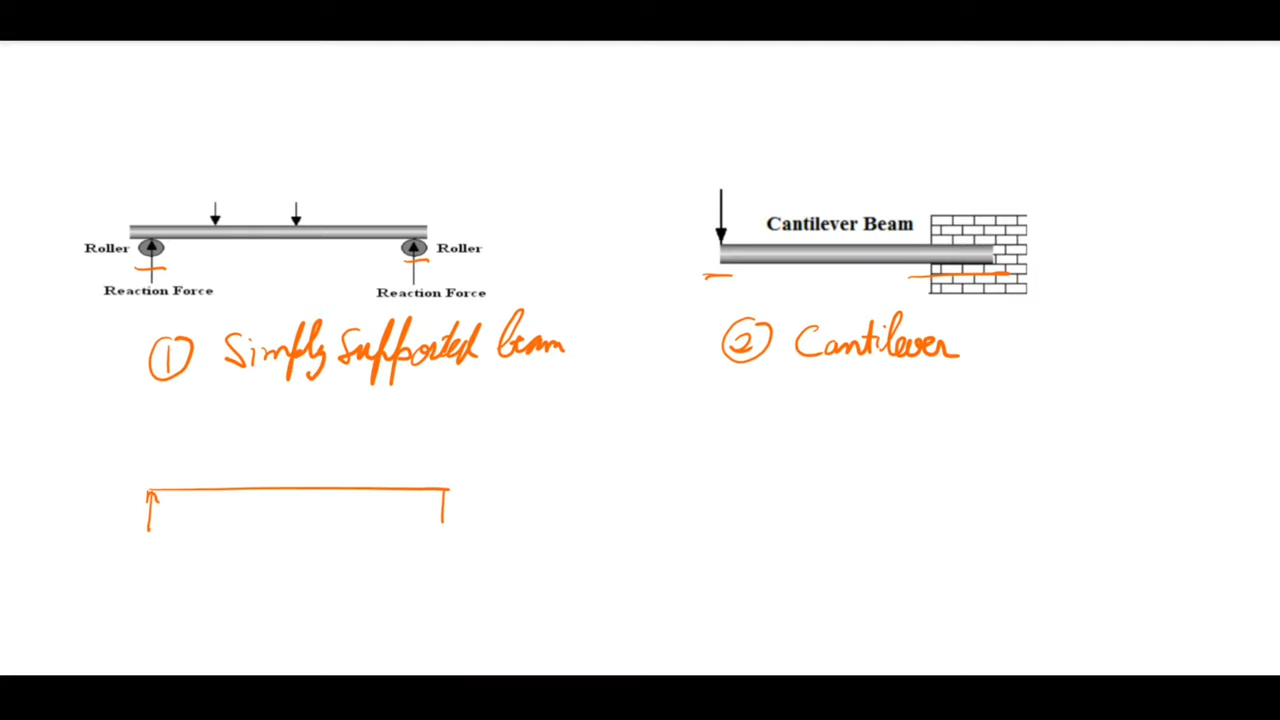 Cantilever Beam
Roller Roller
Reaction Force
Reaction Force
① Simply supported beam
② Cantilever